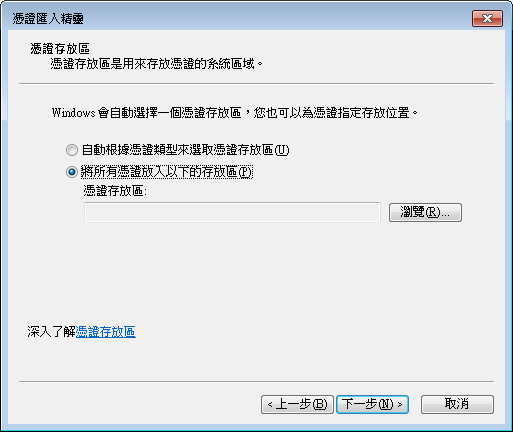 憑證匯入精靈
憑證存放區
憑證存放區是用來存放憑證的系統區域。
Windows 會自動選擇一個憑證存放區，您也可以為憑證指定存放位置。
自動根據憑證類型來選取憑證存放區(U)
將所有憑證放入以下的存放區(P)
憑證存放區:
瀏覽(R)...
深入了解憑證存放區
< 上一步(B)
下一步(N) >
取消